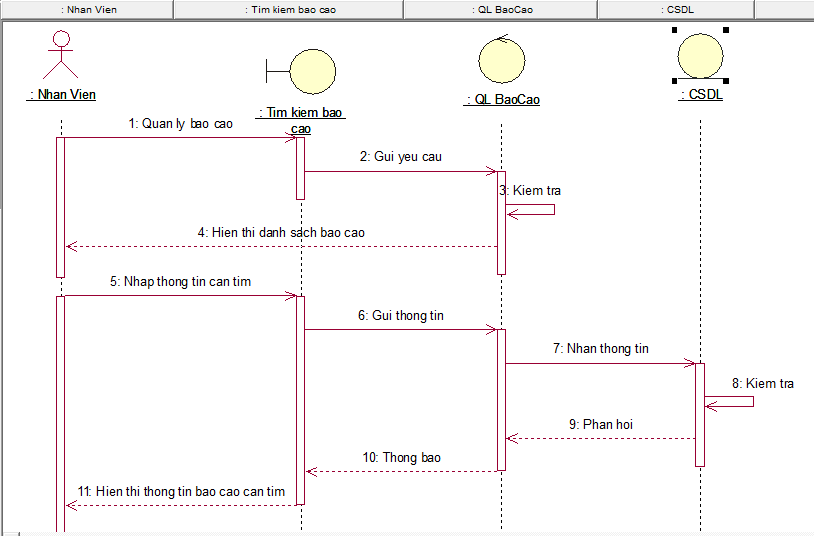 : Nhan Vien
: Tim kiem bao cao
: QL BaoCao
: CSDL
: Nhan Vien
: Tim kiem bao
cao
: QL BaoCao
: CSDL
1: Quan ly bao cao
2: Gui yeu cau
3: Kiem tra
4: Hien thi danh sach bao cao
5: Nhap thong tin can tim
6: Gui thong tin
7: Nhan thong tin
8: Kiem tra
9: Phan hoi
10: Thong bao
11: Hien thi thong tin bao cao can tim